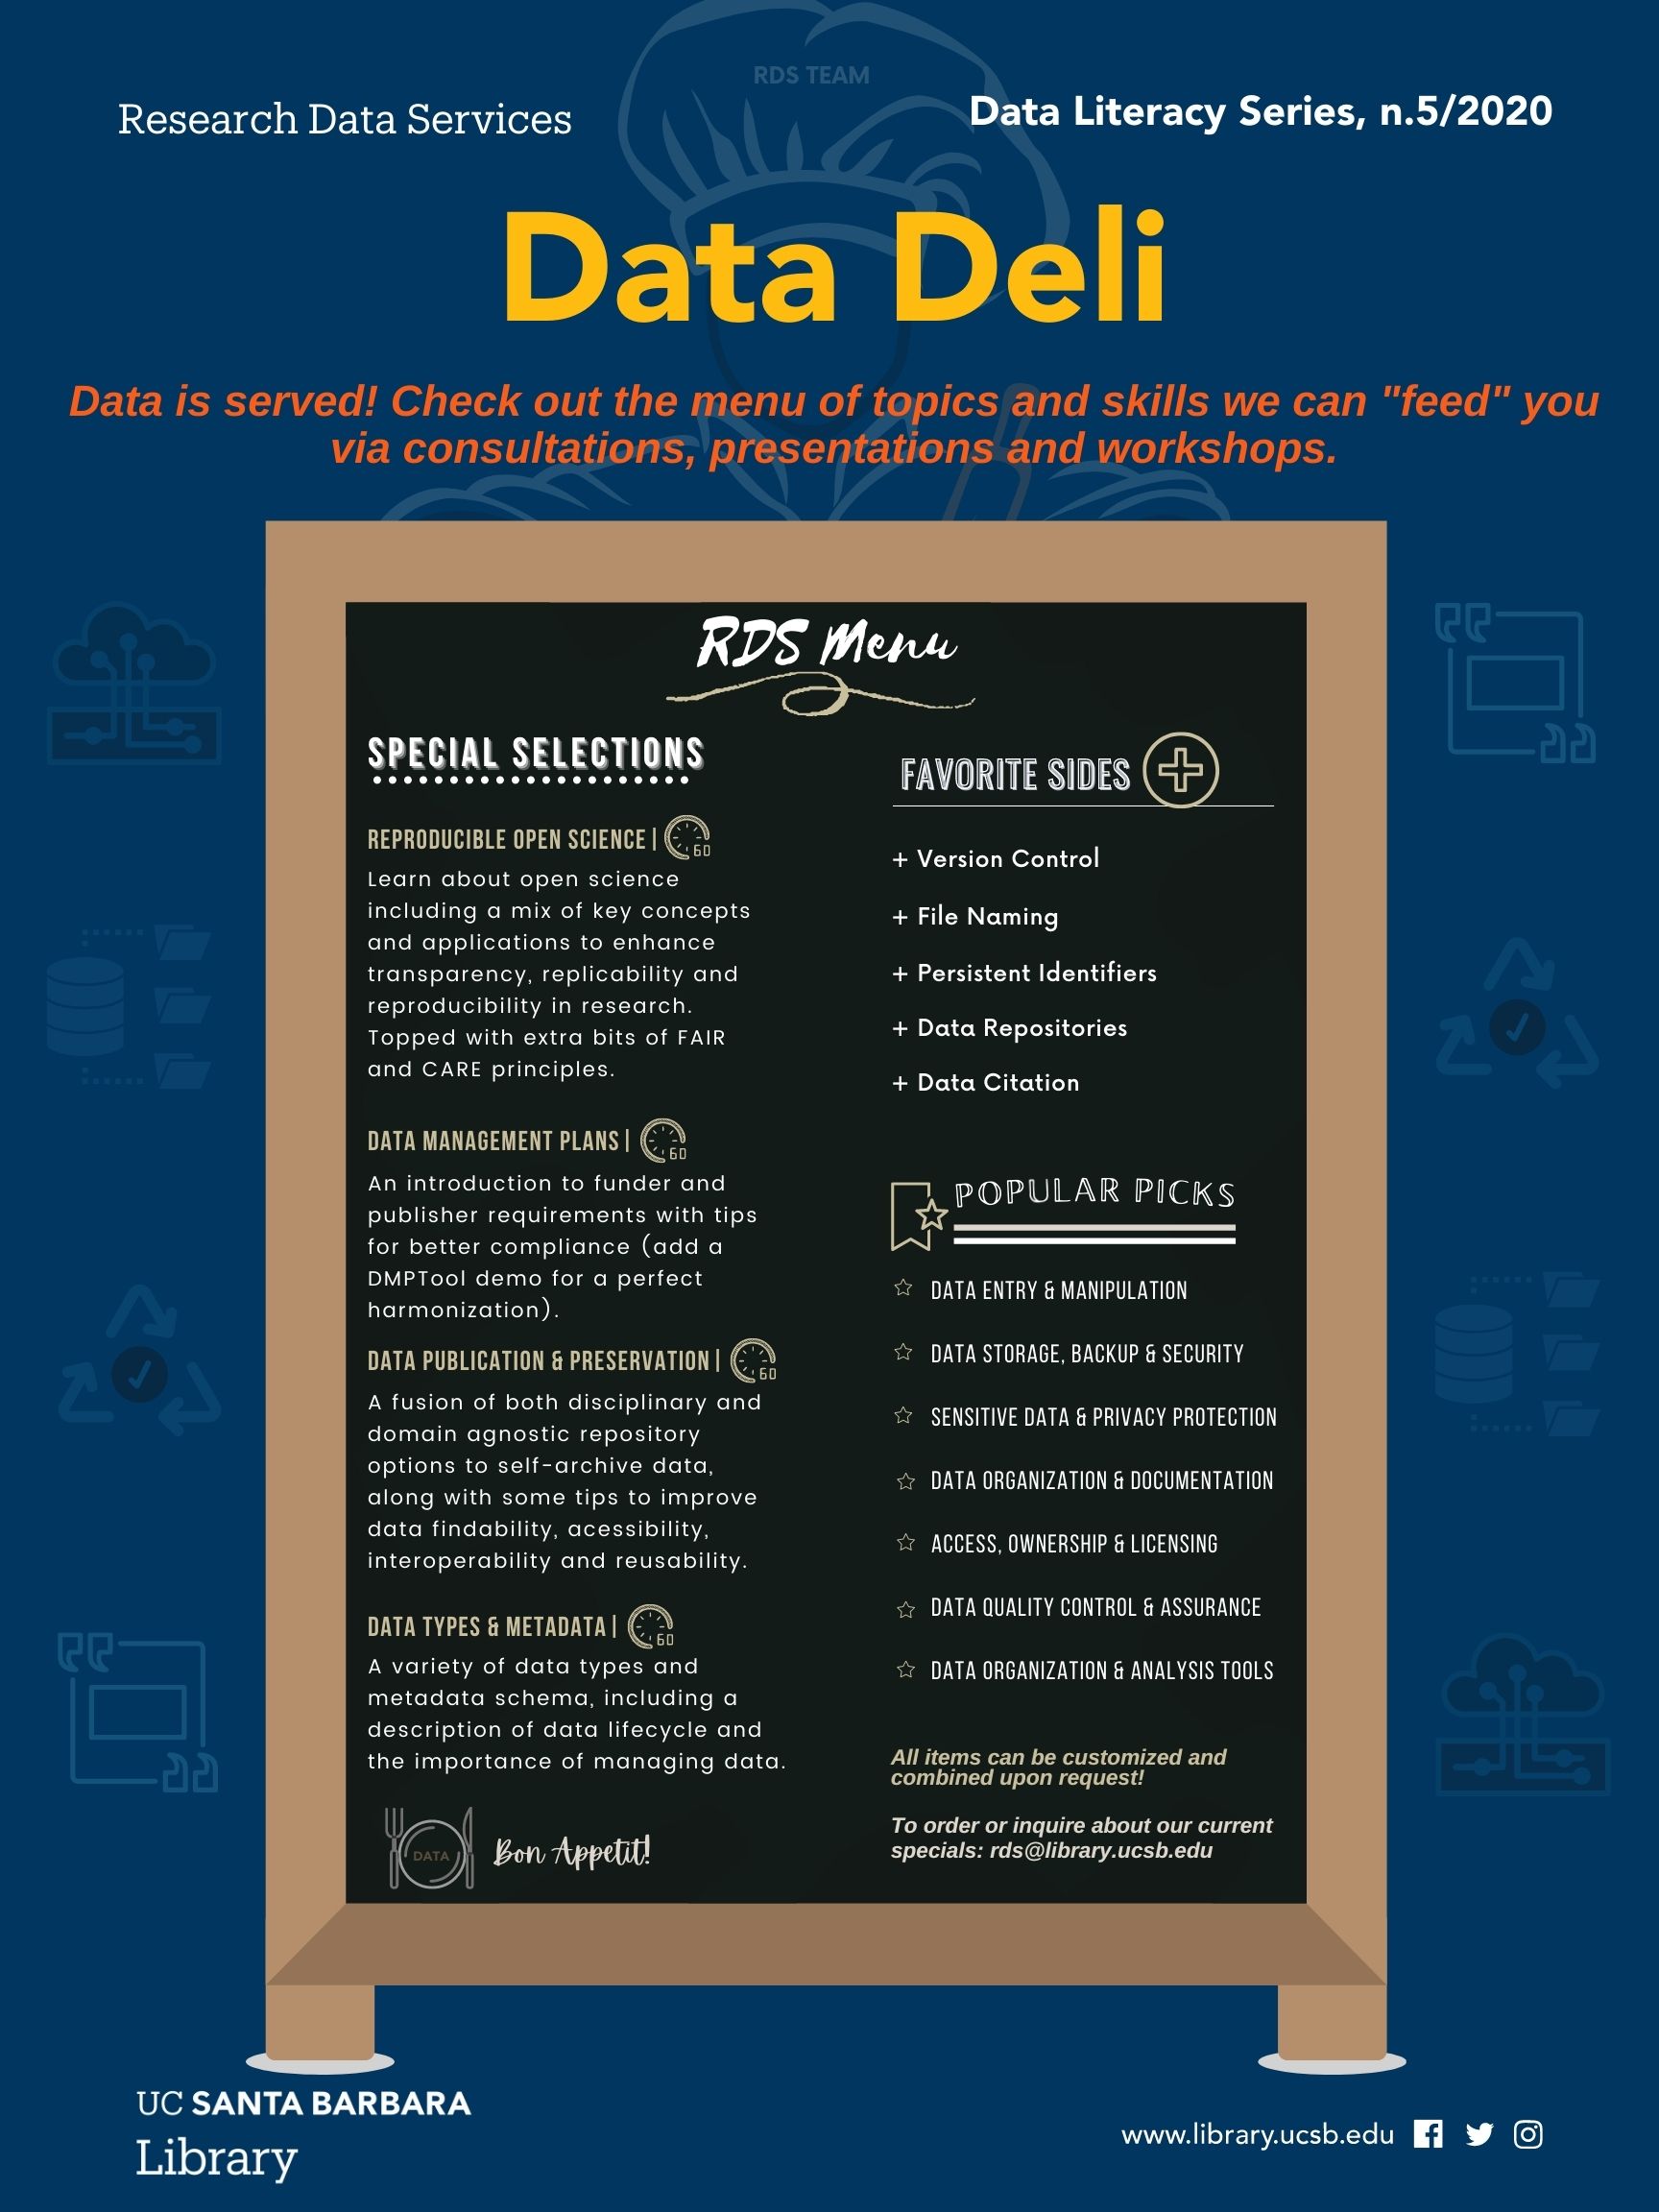 RDS TEAM
Research Data Services
Data Literacy Series, n.5/2020
Data Deli
Data is served! Check out the menu of topics and skills we can "feed" you
via consultations, presentations and workshops.
RDS Menu
SPECIAL SELECTIONS
REPRODUCIBLE OPEN SCIENCE | 60
Learn about open science
including a mix of key concepts
and applications to enhance
transparency, replicability and
reproducibility in research.
Topped with extra bits of FAIR
and CARE principles.
DATA MANAGEMENT PLANS | 60
An introduction to funder and
publisher requirements with tips
for better compliance (add a
DMPTool demo for a perfect
harmonization).
DATA PUBLICATION & PRESERVATION | 60
A fusion of both disciplinary and
domain agnostic repository
options to self-archive data,
along with some tips to improve
data findability, acessibility,
interoperability and reusability.
DATA TYPES & METADATA | 60
A variety of data types and
metadata schema, including a
description of data lifecycle and
the importance of managing data.
DATA
Bon Appetit!
FAVORITE SIDES
+ Version Control
+ File Naming
+ Persistent Identifiers
+ Data Repositories
+ Data Citation
POPULAR PICKS
DATA ENTRY & MANIPULATION
DATA STORAGE, BACKUP & SECURITY
SENSITIVE DATA & PRIVACY PROTECTION
DATA ORGANIZATION & DOCUMENTATION
ACCESS, OWNERSHIP & LICENSING
DATA QUALITY CONTROL & ASSURANCE
DATA ORGANIZATION & ANALYSIS TOOLS
All items can be customized and
combined upon request!
To order or inquire about our current
specials: rds@library.ucsb.edu
UC SANTA BARBARA
Library
www.library.ucsb.edu